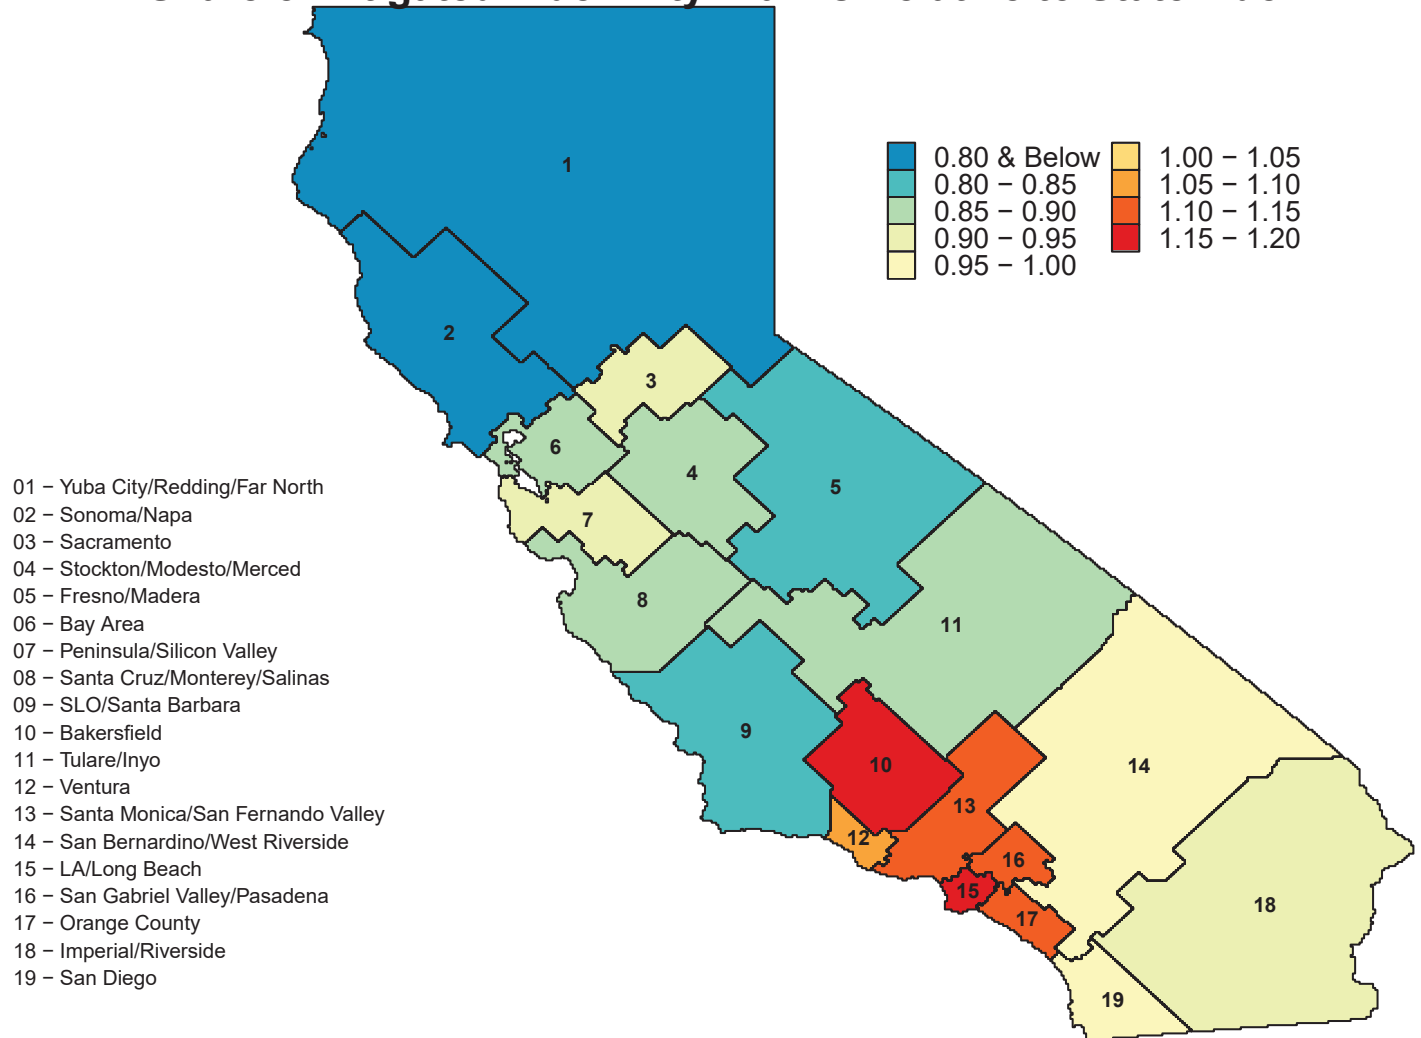 1
0.80 & Below
0.80 − 0.85
0.85 − 0.90
0.90 − 0.95
0.95 − 1.00
1.00 − 1.05
1.05 − 1.10
1.10 − 1.15
1.15 − 1.20
2
3
6
4
5
7
8
11
9
10
14
13
12
16
15
17
18
19
01 − Yuba City/Redding/Far North
02 − Sonoma/Napa
03 − Sacramento
04 − Stockton/Modesto/Merced
05 − Fresno/Madera
06 − Bay Area
07 − Peninsula/Silicon Valley
08 − Santa Cruz/Monterey/Salinas
09 − SLO/Santa Barbara
10 − Bakersfield
11 − Tulare/Inyo
12 − Ventura
13 − Santa Monica/San Fernando Valley
14 − San Bernardino/West Riverside
15 − LA/Long Beach
16 − San Gabriel Valley/Pasadena
17 − Orange County
18 − Imperial/Riverside
19 − San Diego